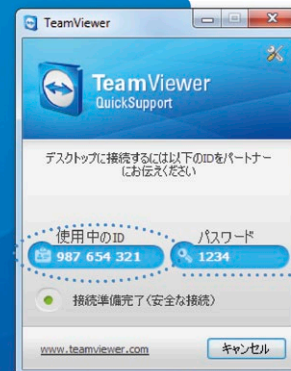 TeamViewer
TeamViewer
QuickSupport
デスクトップに接続するには以下のIDをパートナー
にお伝えください
使用中のID
パスワード
987 654 321
1234
接続準備完了(安全な接続)
www.teamviewer.com
キャンセル